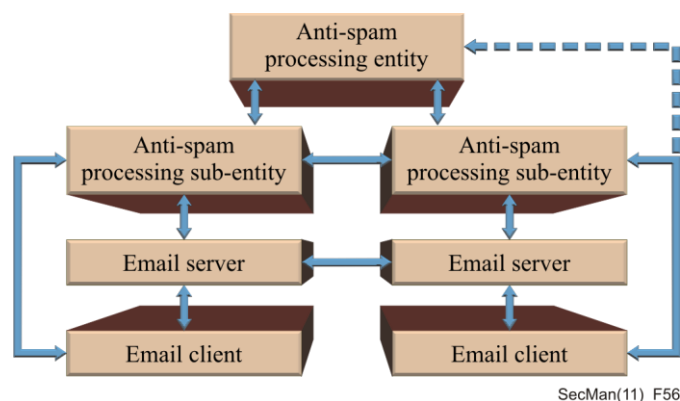 Anti-spam
processing entity
Anti-spam
processing sub-entity
Anti-spam
processing sub-entity
Email server
Email server
Email client
Email client
SecMan(11)_F56